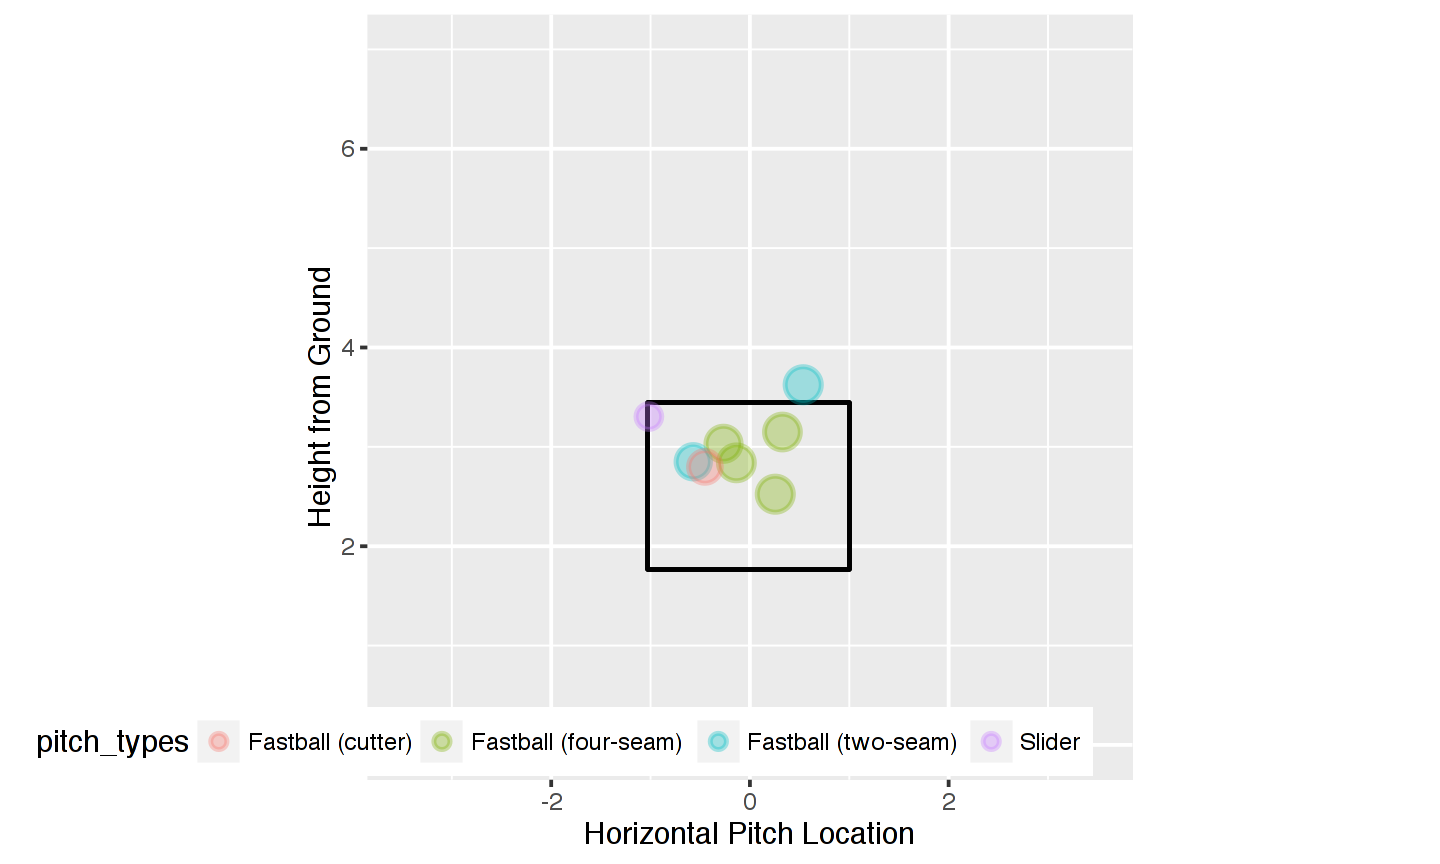 Height from Ground
6
4
2
pitch_types Fastball (cutter) Fastball (four-seam) Fastball (two-seam) Slider
-2 0 2
Horizontal Pitch Location